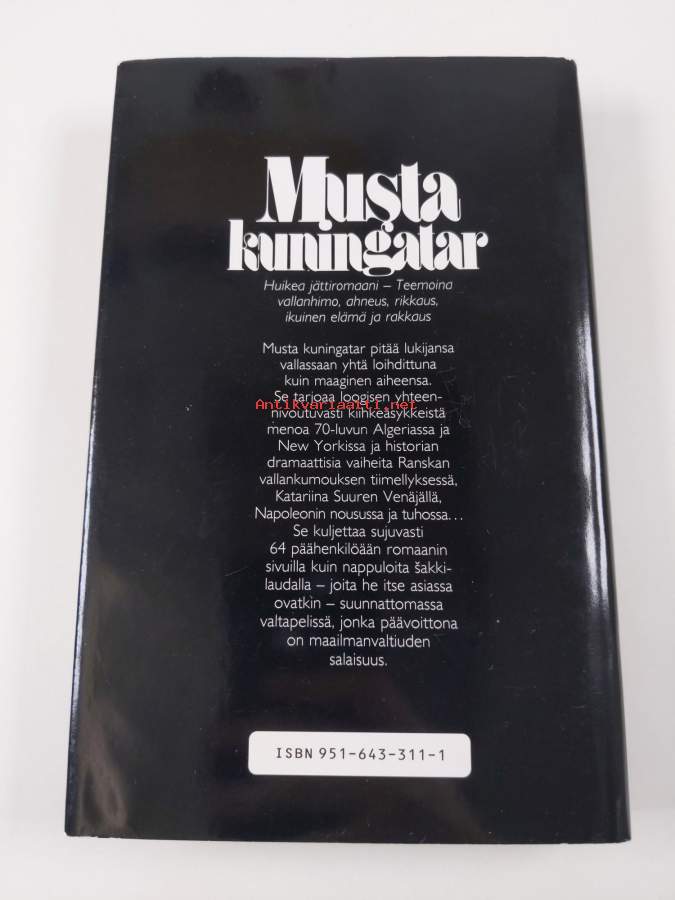 Musta
kuningatar
Huikea jättiromaani – Teemoina
vallanhimo, ahneus, rikkaus,
ikuinen elämä ja rakkaus
Musta kuningatar pitää lukijansa
vallassaan yhtä loihdittuna
kuin maaginen aiheensa.
Se tarjoaa loogisen yhteen-
Antikvariaatti.net
nivoutuvasti kiihkeäsykkeistä
menoa 70-luvun Algeriassa ja
New Yorkissa ja historian
dramaattisia vaiheita Ranskan
vallankumouksen tiimellyksessä,
Katariina Suuren Venäjällä,
Napoleonin nousussa ja tuhossa...
Se kuljettaa sujuvasti
64 päähenkilöään romaanin
sivuilla kuin nappuloita šakki-
laudalla – joita he itse asiassa
ovatkin – suunnattomassa
valtapelissä, jonka päävoittona
on maailmanvaltiuden
salaisuus.
ISBN 951-643-311-1